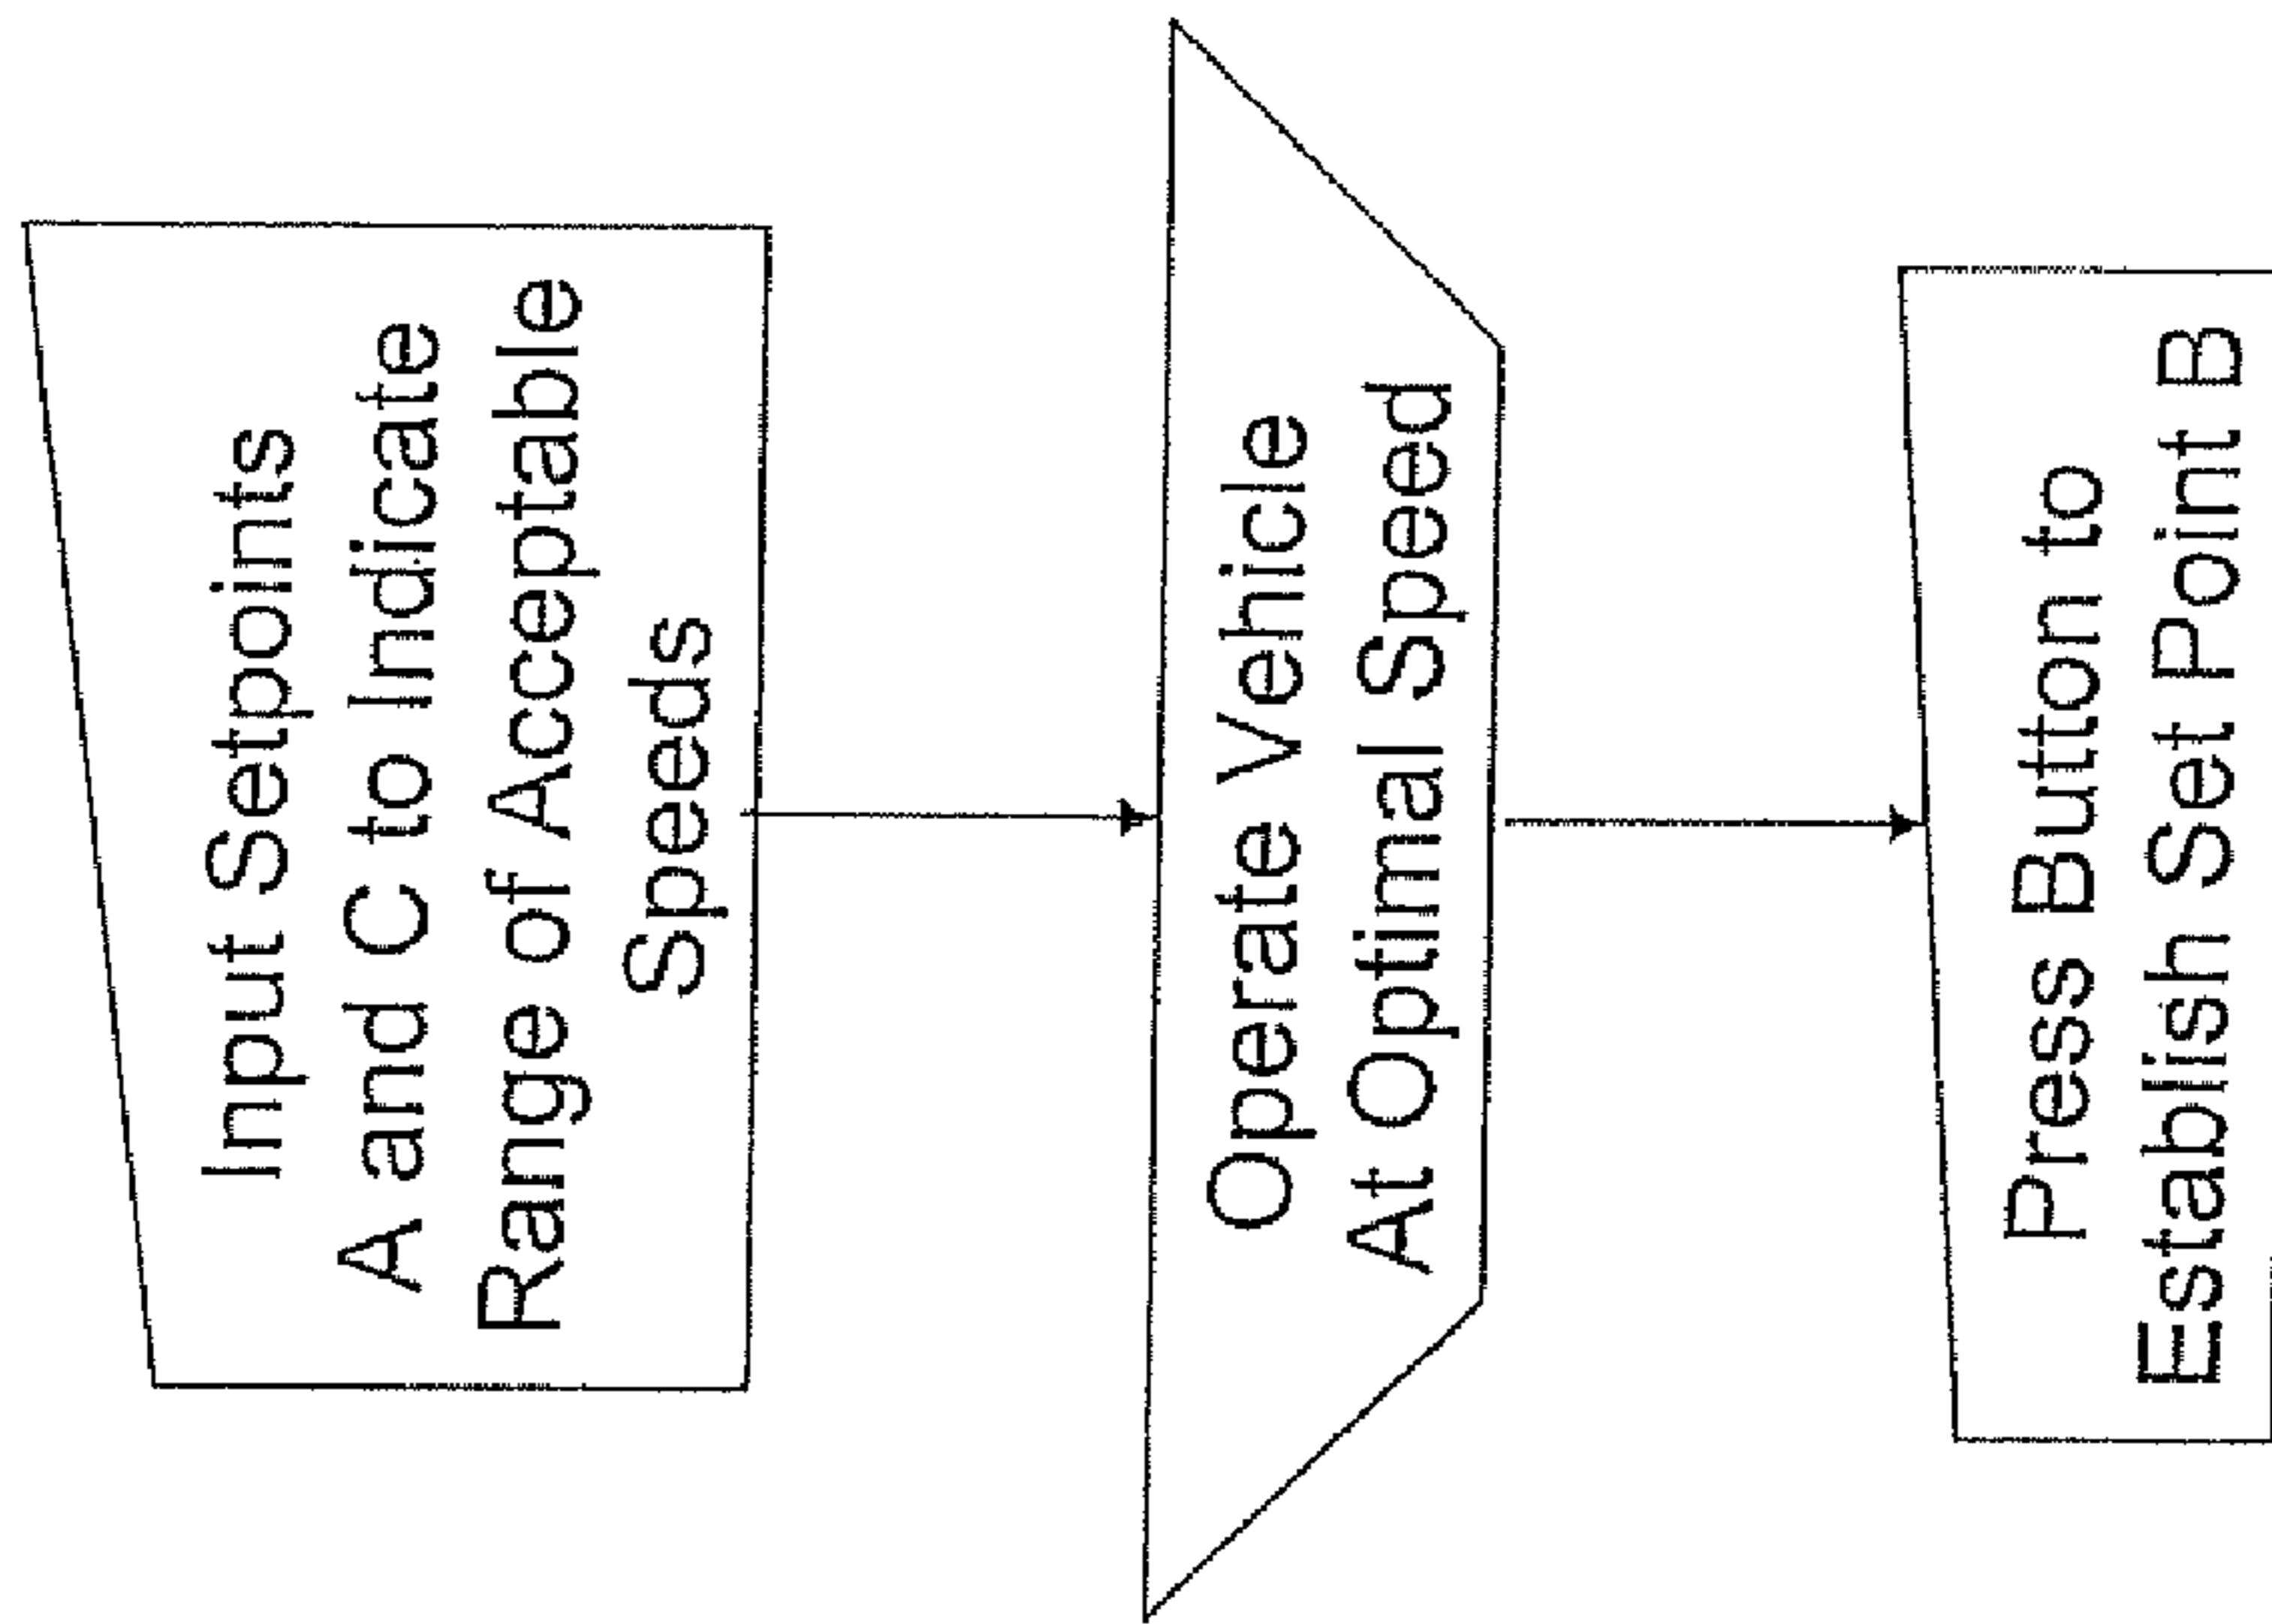 Input Setpoints
A and C to Indicate
Range of Acceptable
Speeds
Operate Vehicle
At Optimal Speed
Press Button to
Establish Set Point B